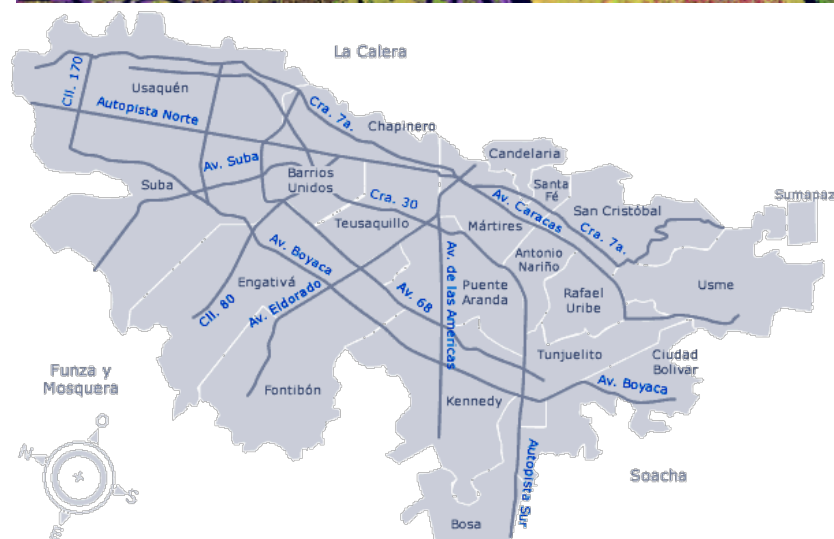 La Calera
Cll. 170
Usaquén
Autopista Norte
Cra. 7a.
Chapinero
Candelaria
Av. Suba
Barrios
Unidos
Suba
Santa
Fé
Sumapaz
Cra. 30
Av. Caracas
San Cristóbal
Teusaquillo
Mártires
Cra. 7a.
Av. Boyaca
Antonio
Nariño
Engativá
Av. de las Americas
Puente
Aranda
Usme
Cll. 80
Av. Eldorado
Av. 68
Rafael
Uribe
Tunjuelito
Ciudad
Bolivar
Funza y
Mosquera
Fontibón
Av. Boyaca
Kennedy
O
N
S
E
Autopista Sur
Soacha
Bosa